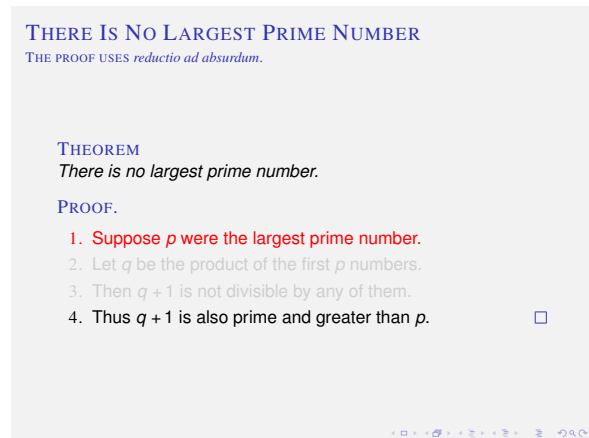 THERE IS NO LARGEST PRIME NUMBER
THE PROOF USES reductio ad absurdum.
THEOREM
There is no largest prime number.
PROOF.
1. Suppose p were the largest prime number.
2. Let q be the product of the first p numbers.
3. Then q + 1 is not divisible by any of them.
4. Thus q + 1 is also prime and greater than p. □